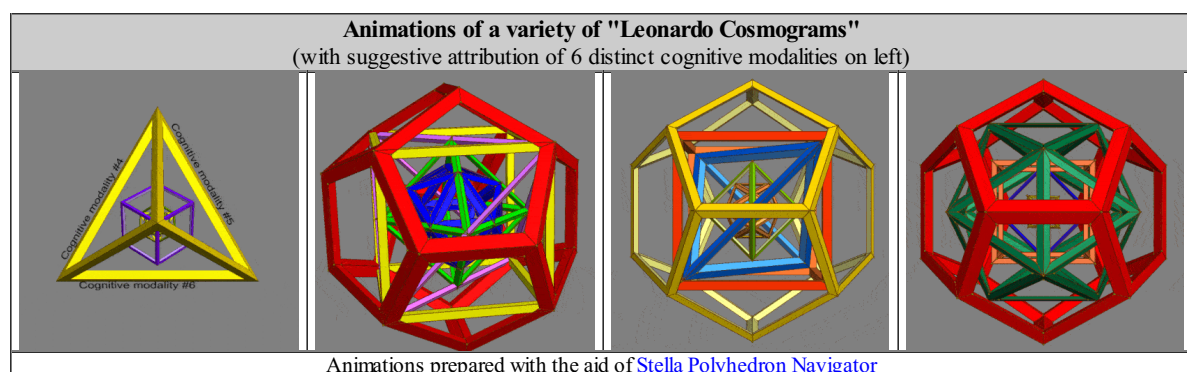 Animations of a variety of "Leonardo Cosmograms"
(with suggestive attribution of 6 distinct cognitive modalities on left)
Cognitive modality #4
Cognitive modality #5
Cognitive modality #6
Animations prepared with the aid of Stella Polyhedron Navigator